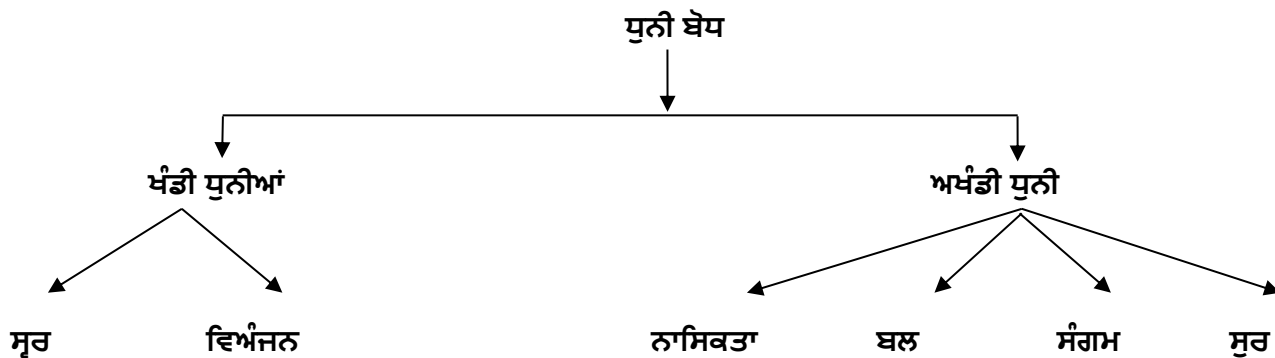 ਧੁਨੀ ਬੋਧ
ਖੰਡੀ ਧੁਨੀਆਂ ਅਖੰਡੀ ਧੁਨੀ
ਸ੍ਵਰ ਵਿਅੰਜਨ ਨਾਸਿਕਤਾ ਬਲ ਸੰਗਮ ਸੁਰ